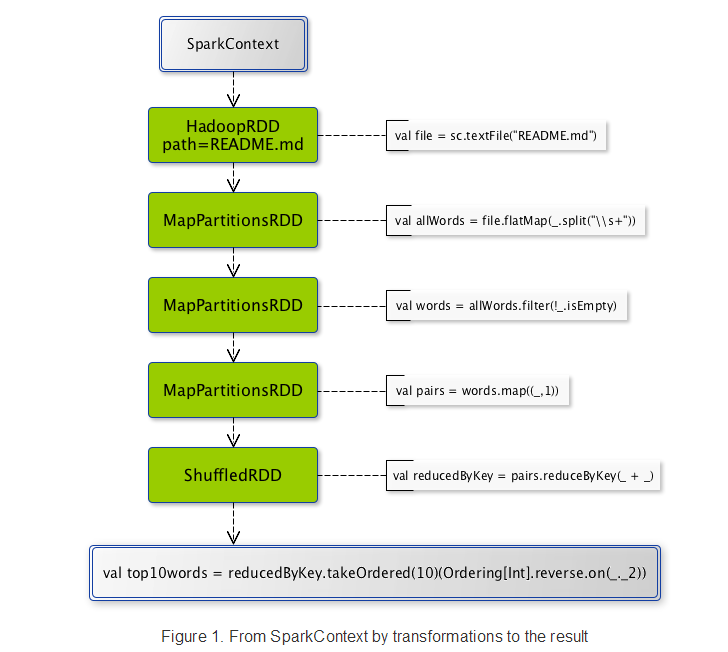 SparkContext
HadoopRDD
path=README.md
val file = sc.textFile("README.md")
MapPartitionsRDD
val allWords = file.flatMap(_.split("\\s+"))
MapPartitionsRDD
val words = allWords.filter(!_.isEmpty)
MapPartitionsRDD
val pairs = words.map((_,1))
ShuffledRDD
val reducedByKey = pairs.reduceByKey(_ + _)
val top10words = reducedByKey.takeOrdered(10)(Ordering[Int].reverse.on(_._2))
Figure 1. From SparkContext by transformations to the result